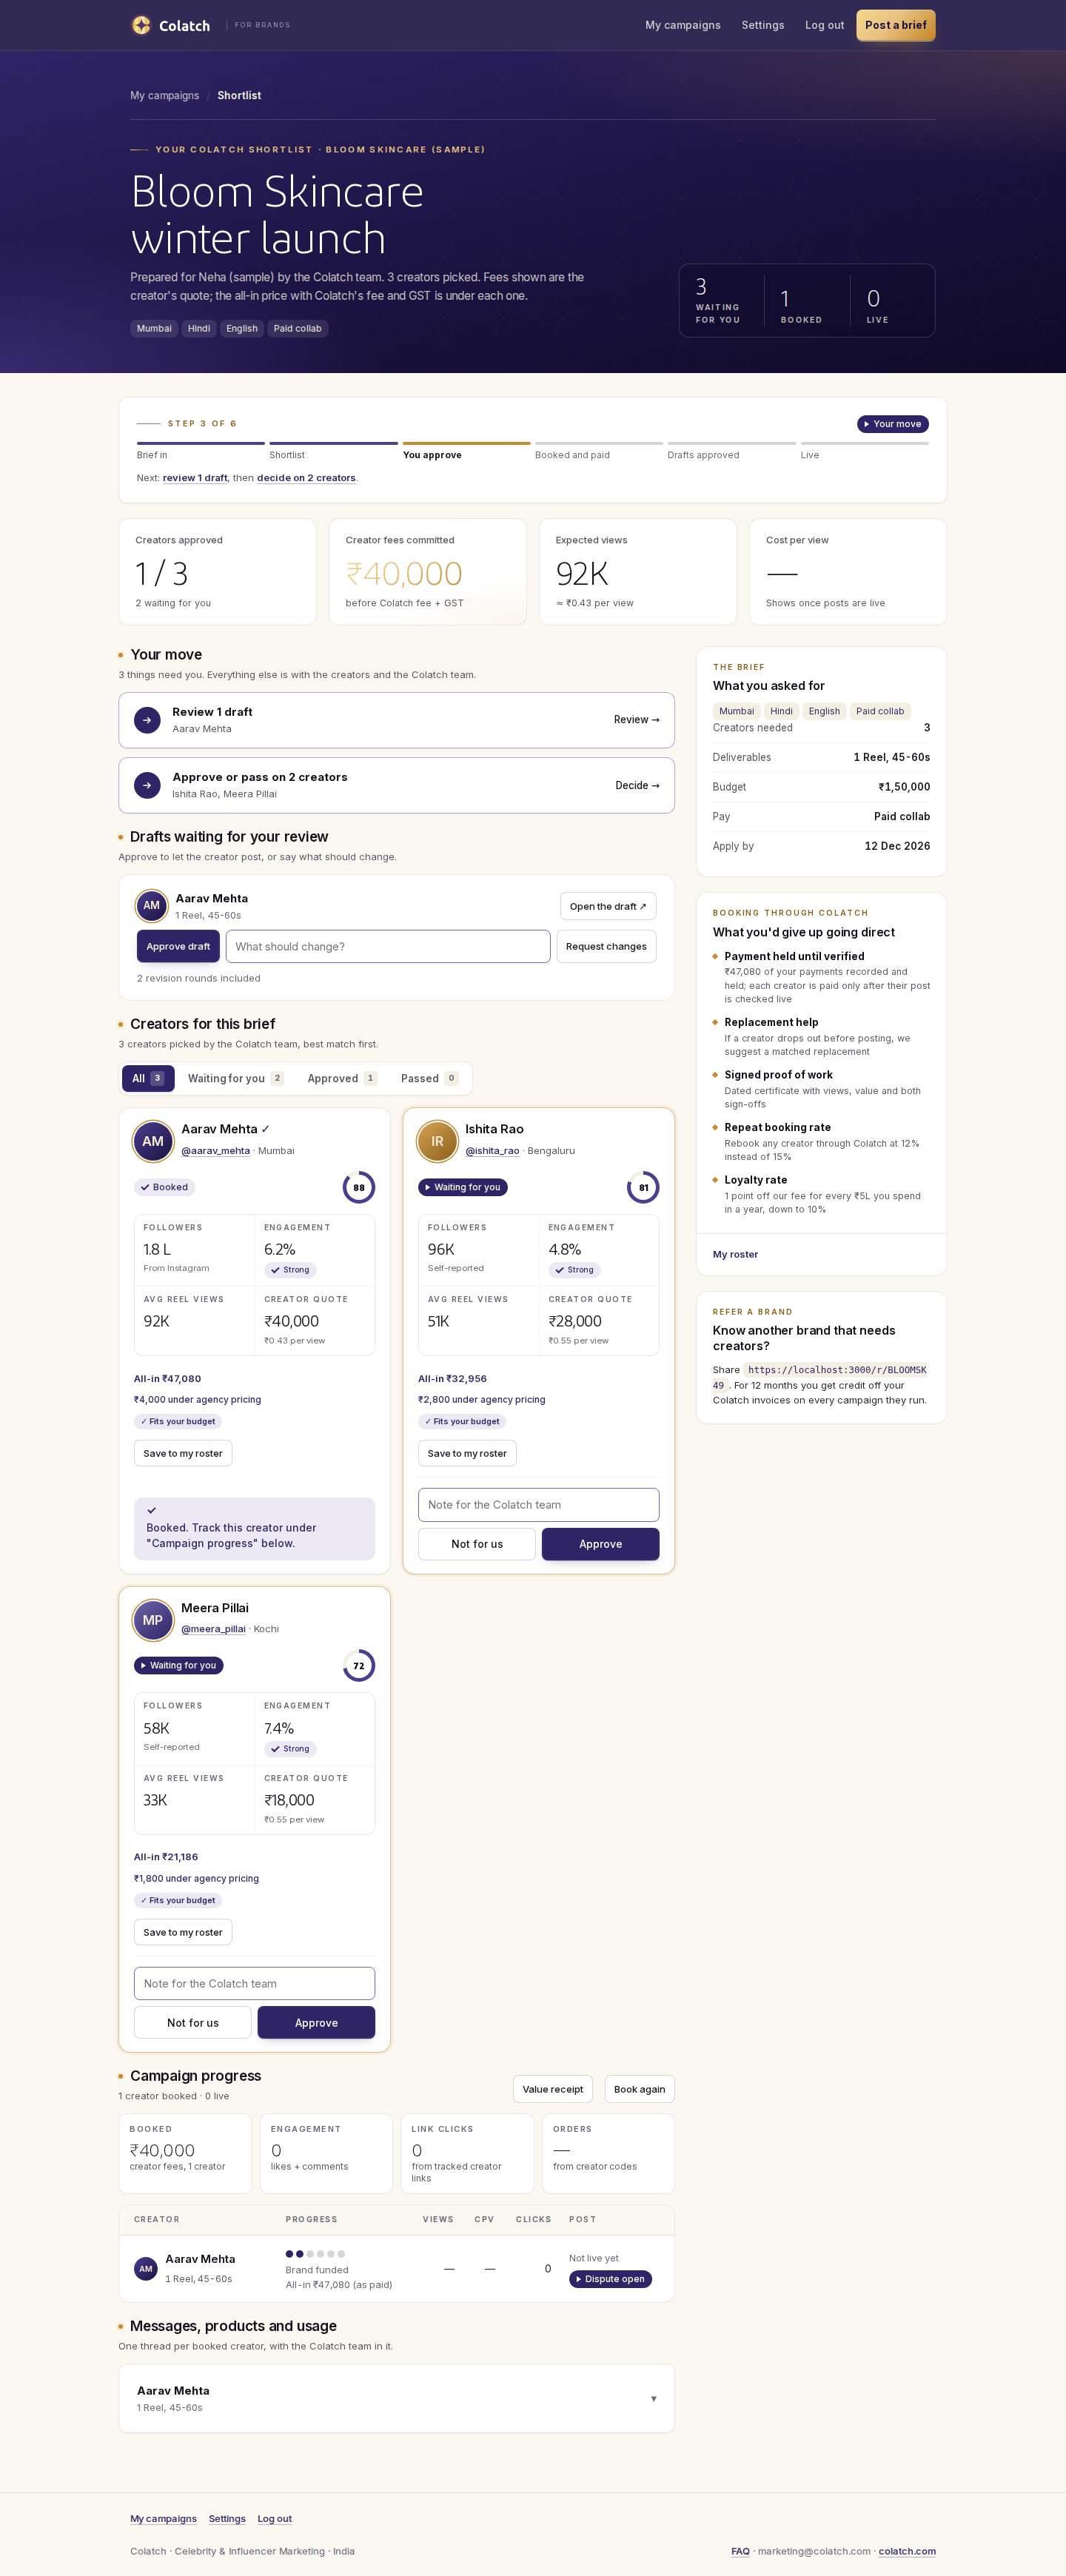 Colatch
FOR BRANDS
My campaigns
Settings
Log out
Post a brief
My campaigns / Shortlist
YOUR COLATCH SHORTLIST · BLOOM SKINCARE (SAMPLE)
Bloom Skincare
winter launch
Prepared for Neha (sample) by the Colatch team. 3 creators picked. Fees shown are the
creator's quote; the all-in price with Colatch's fee and GST is under each one.
Mumbai Hindi English Paid collab
3
WAITING
FOR YOU
1
BOOKED
0
LIVE
STEP 3 OF 6
Your move
Brief in
Shortlist
You approve
Booked and paid
Drafts approved
Live
Next: review 1 draft, then decide on 2 creators.
Creators approved
1 / 3
2 waiting for you
Creator fees committed
₹40,000
before Colatch fee + GST
Expected views
92K
≈ ₹0.43 per view
Cost per view
—
Shows once posts are live
Your move
3 things need you. Everything else is with the creators and the Colatch team.
Review 1 draft
Aarav Mehta
Review →
Approve or pass on 2 creators
Ishita Rao, Meera Pillai
Decide →
Drafts waiting for your review
Approve to let the creator post, or say what should change.
AM
Aarav Mehta
1 Reel, 45-60s
Open the draft ↗
Approve draft
What should change?
Request changes
2 revision rounds included
Creators for this brief
3 creators picked by the Colatch team, best match first.
All 3
Waiting for you 2
Approved 1
Passed 0
AM
Aarav Mehta ✓
@aarav_mehta · Mumbai
✓ Booked
88
FOLLOWERS
1.8 L
From Instagram
ENGAGEMENT
6.2%
✓ Strong
AVG REEL VIEWS
92K
CREATOR QUOTE
₹40,000
₹0.43 per view
All-in ₹47,080
₹4,000 under agency pricing
✓ Fits your budget
Save to my roster
✓
Booked. Track this creator under
"Campaign progress" below.
IR
Ishita Rao
@ishita_rao · Bengaluru
Waiting for you
81
FOLLOWERS
96K
Self-reported
ENGAGEMENT
4.8%
✓ Strong
AVG REEL VIEWS
51K
CREATOR QUOTE
₹28,000
₹0.55 per view
All-in ₹32,956
₹2,800 under agency pricing
✓ Fits your budget
Save to my roster
Note for the Colatch team
Not for us
Approve
MP
Meera Pillai
@meera_pillai · Kochi
Waiting for you
72
FOLLOWERS
58K
Self-reported
ENGAGEMENT
7.4%
✓ Strong
AVG REEL VIEWS
33K
CREATOR QUOTE
₹18,000
₹0.55 per view
All-in ₹21,186
₹1,800 under agency pricing
✓ Fits your budget
Save to my roster
Note for the Colatch team
Not for us
Approve
Campaign progress
1 creator booked · 0 live
Value receipt
Book again
BOOKED
₹40,000
creator fees, 1 creator
ENGAGEMENT
0
likes + comments
LINK CLICKS
0
from tracked creator
links
ORDERS
—
from creator codes
CREATOR PROGRESS VIEWS CPV CLICKS POST
AM
Aarav Mehta
1 Reel, 45-60s
Brand funded
All-in ₹47,080 (as paid)
— — 0
Not live yet
Dispute open
Messages, products and usage
One thread per booked creator, with the Colatch team in it.
Aarav Mehta
1 Reel, 45-60s
▾
THE BRIEF
What you asked for
Mumbai Hindi English Paid collab
Creators needed 3
Deliverables 1 Reel, 45-60s
Budget ₹1,50,000
Pay Paid collab
Apply by 12 Dec 2026
BOOKING THROUGH COLATCH
What you'd give up going direct
Payment held until verified
₹47,080 of your payments recorded and
held; each creator is paid only after their post
is checked live
Replacement help
If a creator drops out before posting, we
suggest a matched replacement
Signed proof of work
Dated certificate with views, value and both
sign-offs
Repeat booking rate
Rebook any creator through Colatch at 12%
instead of 15%
Loyalty rate
1 point off our fee for every ₹5L you spend
in a year, down to 10%
My roster
REFER A BRAND
Know another brand that needs
creators?
Share https://localhost:3000/r/BLOOMSK
49 . For 12 months you get credit off your
Colatch invoices on every campaign they run.
My campaigns Settings Log out
Colatch · Celebrity & Influencer Marketing · India
FAQ · marketing@colatch.com · colatch.com